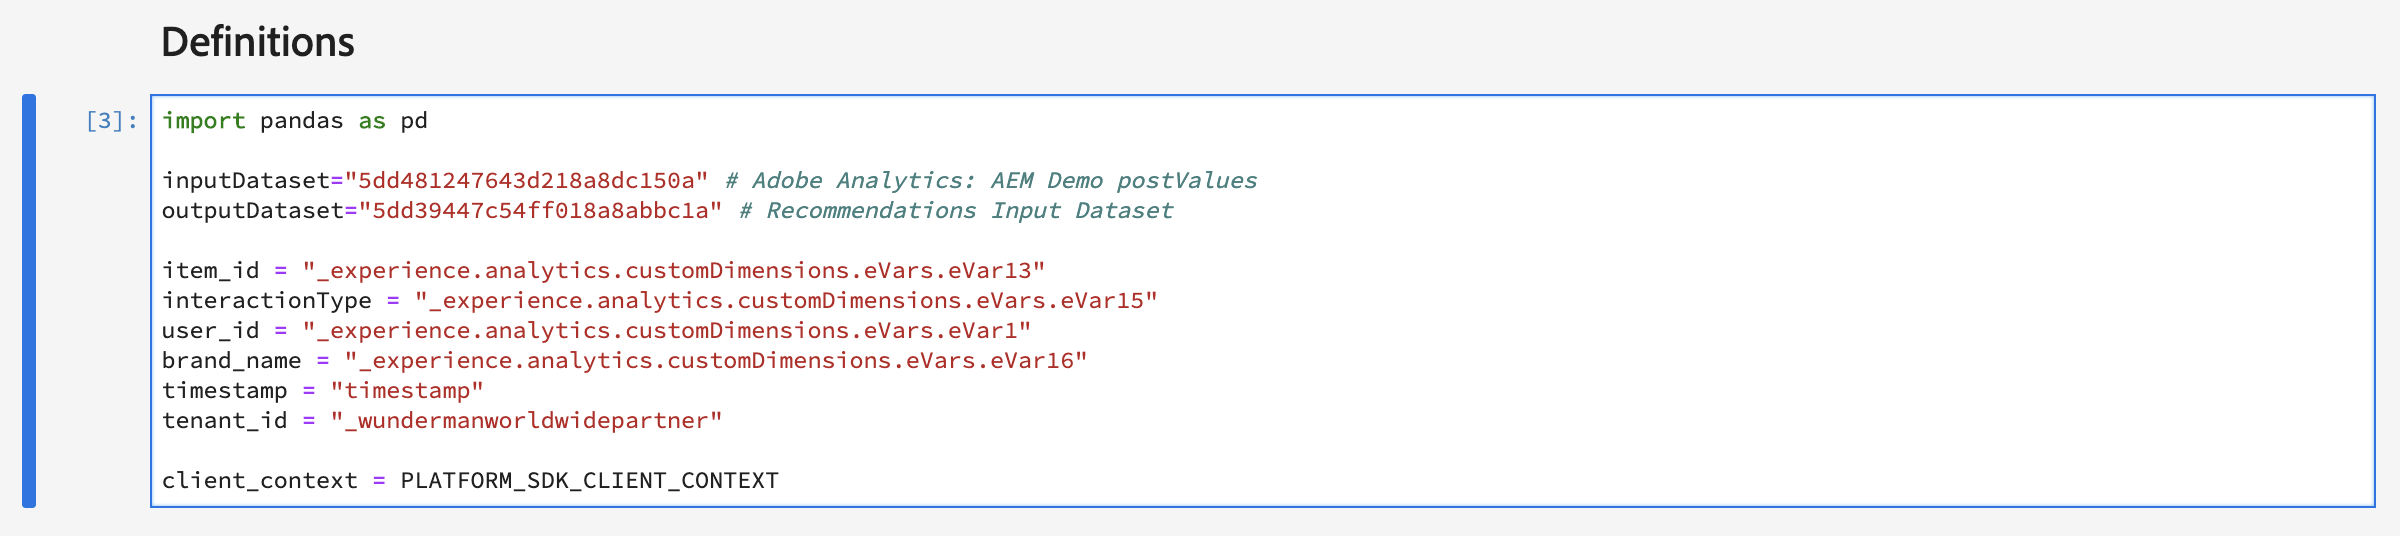 Definitions
[3]: import pandas as pd
inputDataset="5dd481247643d218a8dc150a" # Adobe Analytics: AEM Demo postValues
outputDataset="5dd39447c54ff018a8abbc1a" # Recommendations Input Dataset
item_id = "_experience.analytics.customDimensions.eVars.eVar13"
interactionType = "_experience.analytics.customDimensions.eVars.eVar15"
user_id = "_experience.analytics.customDimensions.eVars.eVar1"
brand_name = "_experience.analytics.customDimensions.eVars.eVar16"
timestamp = "timestamp"
tenant_id = "_wundermanworldwidepartner"
client_context = PLATFORM_SDK_CLIENT_CONTEXT